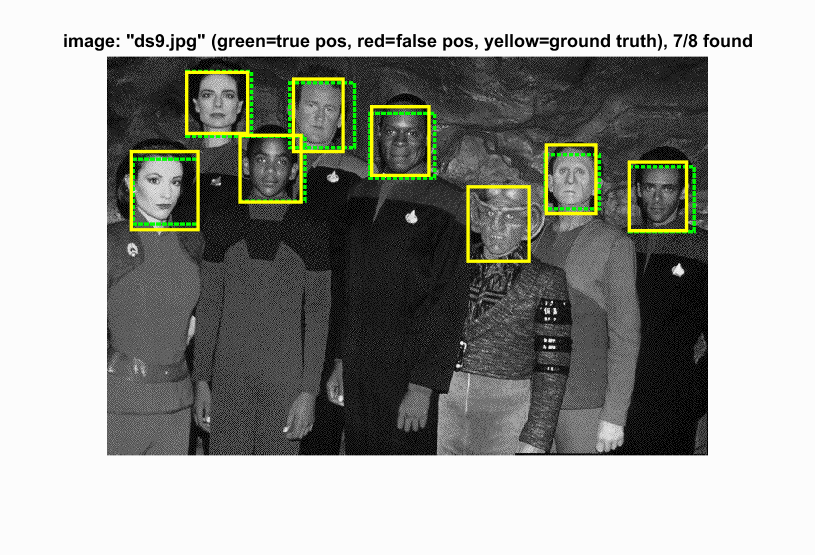 image: "ds9.jpg" (green=true pos, red=false pos, yellow=ground truth), 7/8 found